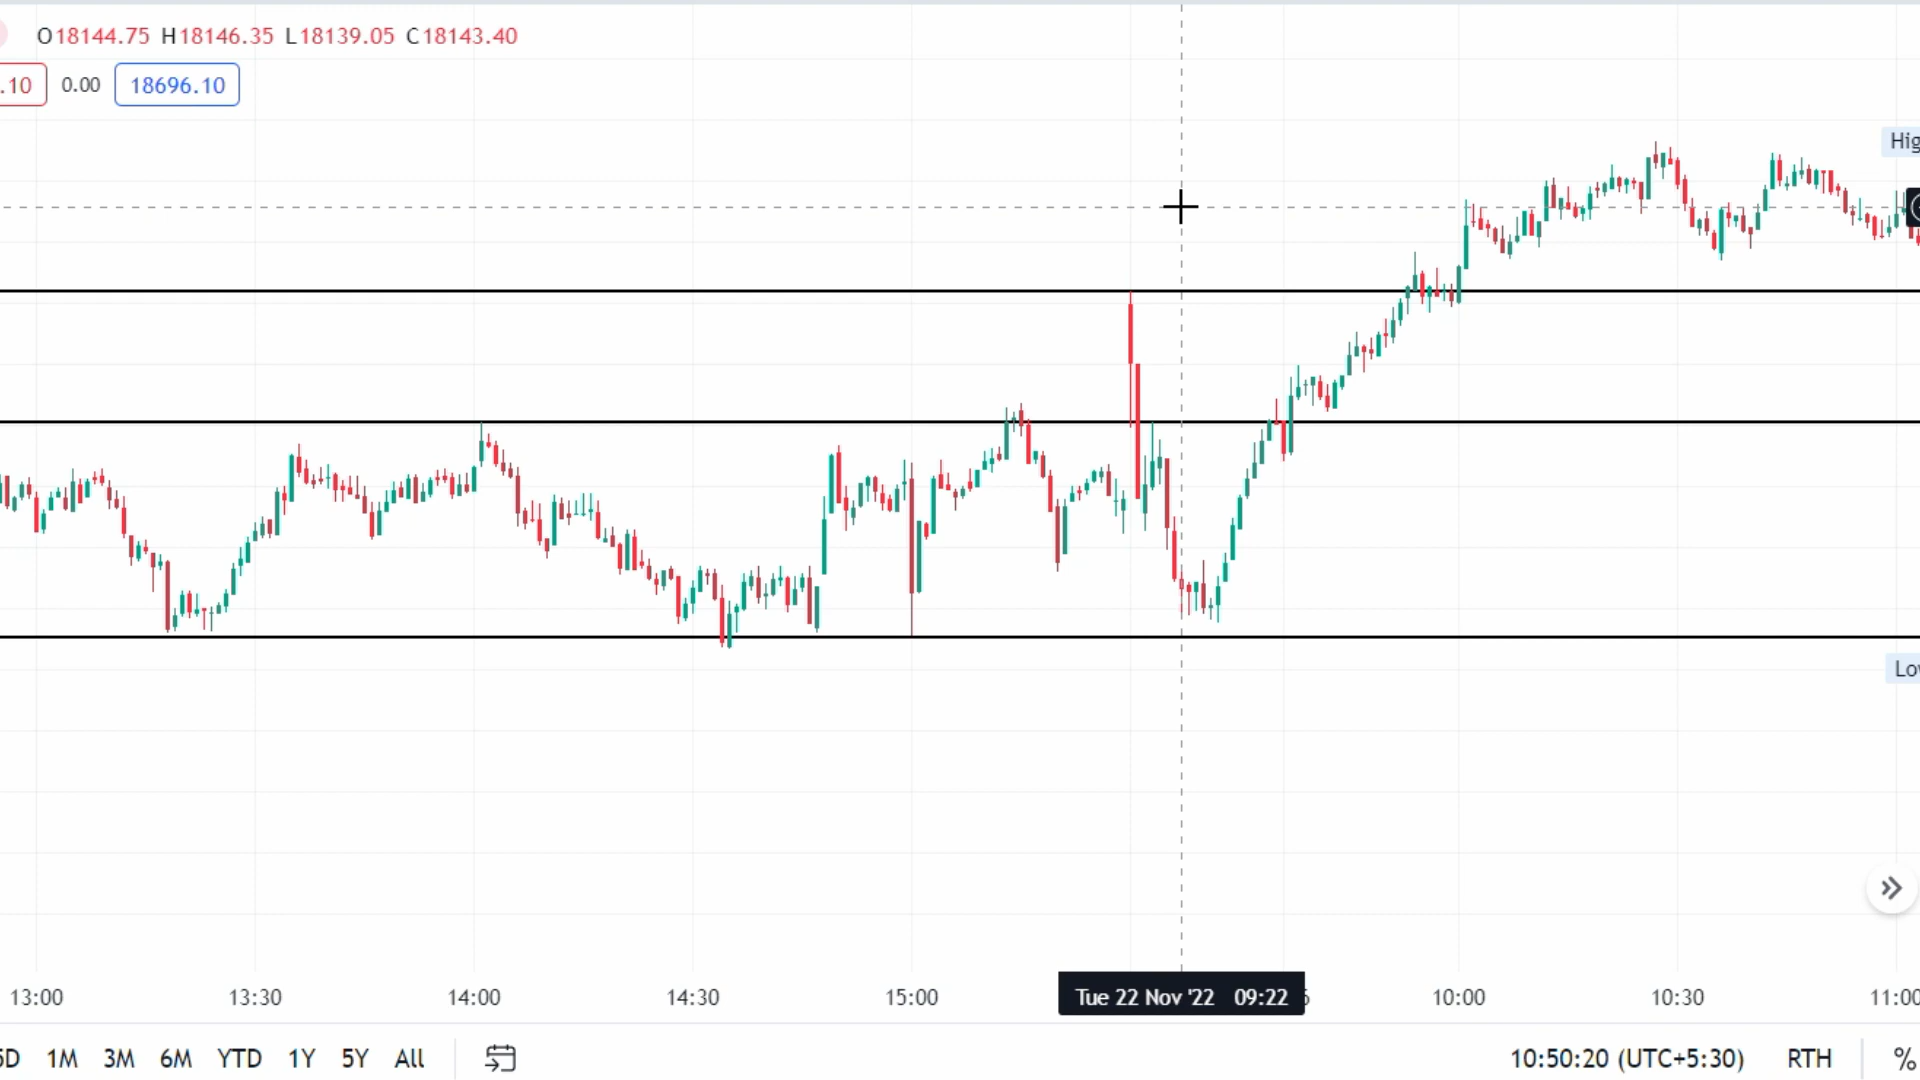 O18144.75 H18146.35 L18139.05 C18143.40
.10 0.00 18696.10
Hig
Lo
13:00 13:30 14:00 14:30 15:00 Tue 22 Nov '22 09:22 10:00 10:30 11:00
5D 1M 3M 6M YTD 1Y 5Y All 10:50:20 (UTC+5:30) RTH %